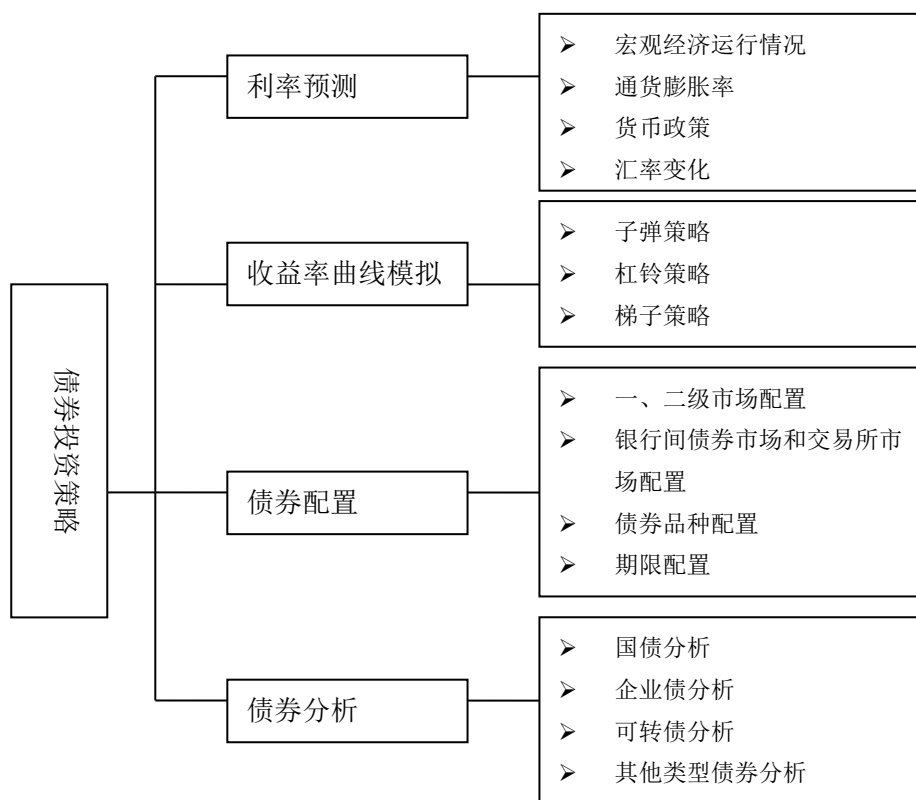 债券投资策略
利率预测
➢ 宏观经济运行情况
➢ 通货膨胀率
➢ 货币政策
➢ 汇率变化
收益率曲线模拟
➢ 子弹策略
➢ 杠铃策略
➢ 梯子策略
债券配置
➢ 一、二级市场配置
➢ 银行间债券市场和交易所市
场配置
➢ 债券品种配置
➢ 期限配置
债券分析
➢ 国债分析
➢ 企业债分析
➢ 可转债分析
➢ 其他类型债券分析